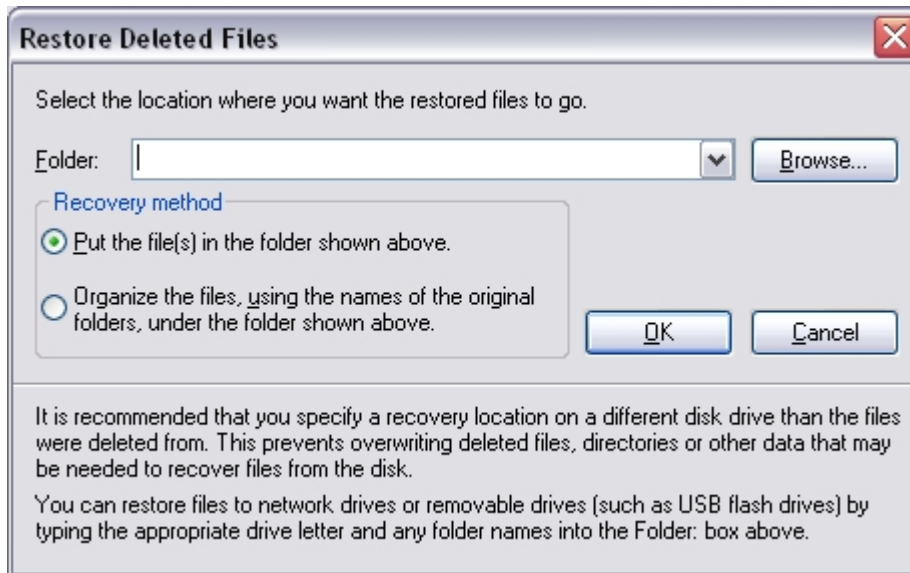 Restore Deleted Files
Select the location where you want the restored files to go.
Folder:
Browse...
Recovery method
Put the file(s) in the folder shown above.
Organize the files, using the names of the original
folders, under the folder shown above.
OK
Cancel
It is recommended that you specify a recovery location on a different disk drive than the files
were deleted from. This prevents overwriting deleted files, directories or other data that may
be needed to recover files from the disk.
You can restore files to network drives or removable drives (such as USB flash drives) by
typing the appropriate drive letter and any folder names into the Folder: box above.